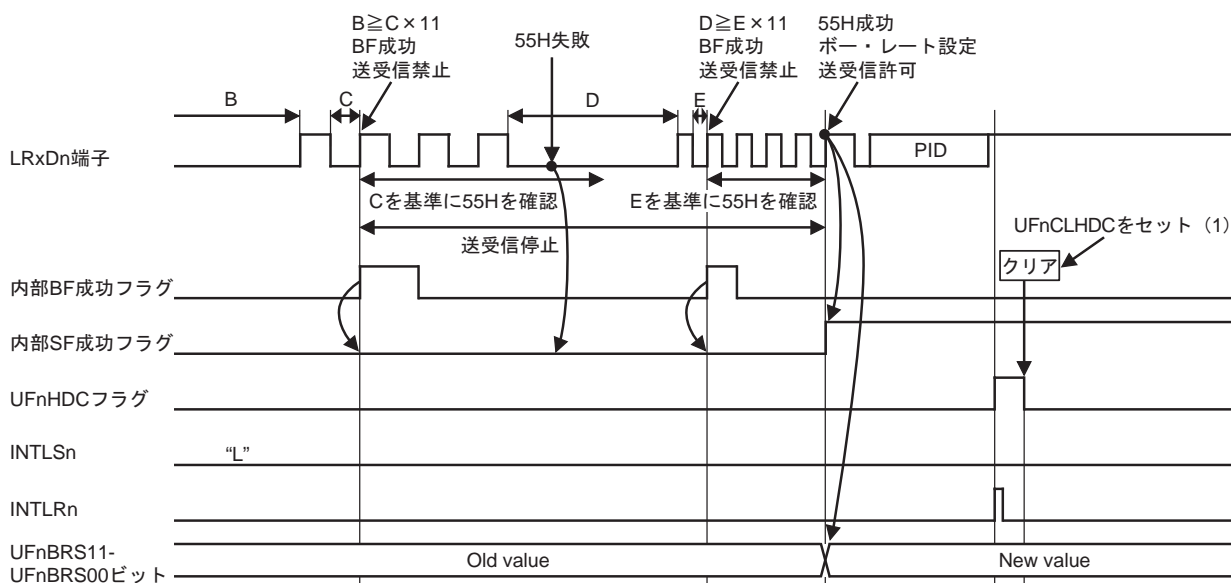 B≧C×11
BF成功
送受信禁止
55H失敗
D≧E×11
BF成功
送受信禁止
55H成功
ボー・レート設定
送受信許可
B
C
D
E
LRxDn端子
PID
Cを基準に55Hを確認
Eを基準に55Hを確認
送受信停止
UFnCLHDCをセット（1）
クリア
内部BF成功フラグ
内部SF成功フラグ
UFnHDCフラグ
INTLSn
“L”
INTLRn
UFnBRS11-
UFnBRS00ビット
Old value
New value